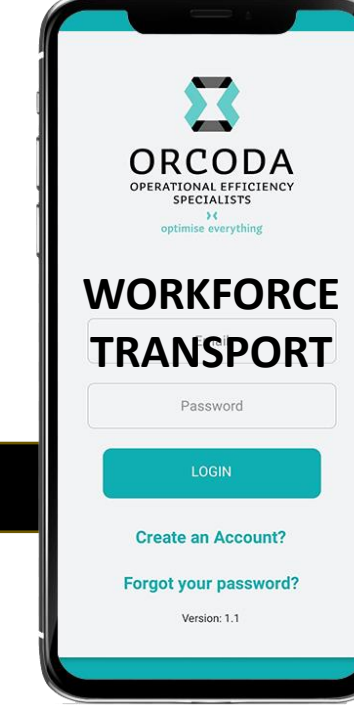 ORCODA
OPERATIONAL EFFICIENCY
SPECIALISTS
optimise everything
WORKFORCE
Email
TRANSPORT
Password
LOGIN
Create an Account?
Forgot your password?
Version: 1.1